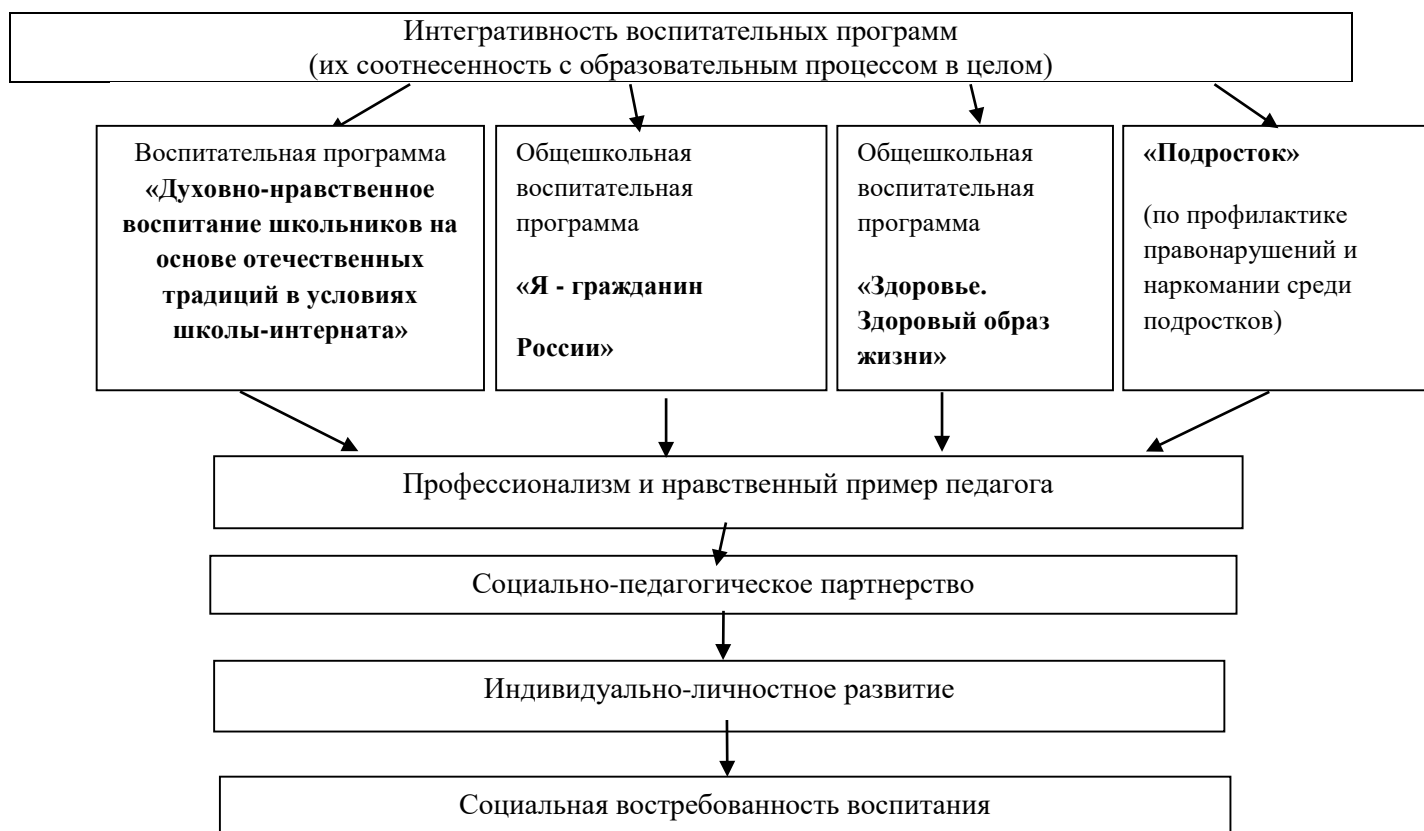 Интегративность воспитательных программ
(их соотнесенность с образовательным процессом в целом)
Воспитательная программа
«Духовно-нравственное
воспитание школьников на
основе отечественных
традиций в условиях
школы-интерната»
Общешкольная
воспитательная
программа
«Я - гражданин
России»
Общешкольная
воспитательная
программа
«Здоровье.
Здоровый образ
жизни»
«Подросток»
(по профилактике
правонарушений и
наркомании среди
подростков)
Профессионализм и нравственный пример педагога
Социально-педагогическое партнерство
Индивидуально-личностное развитие
Социальная востребованность воспитания